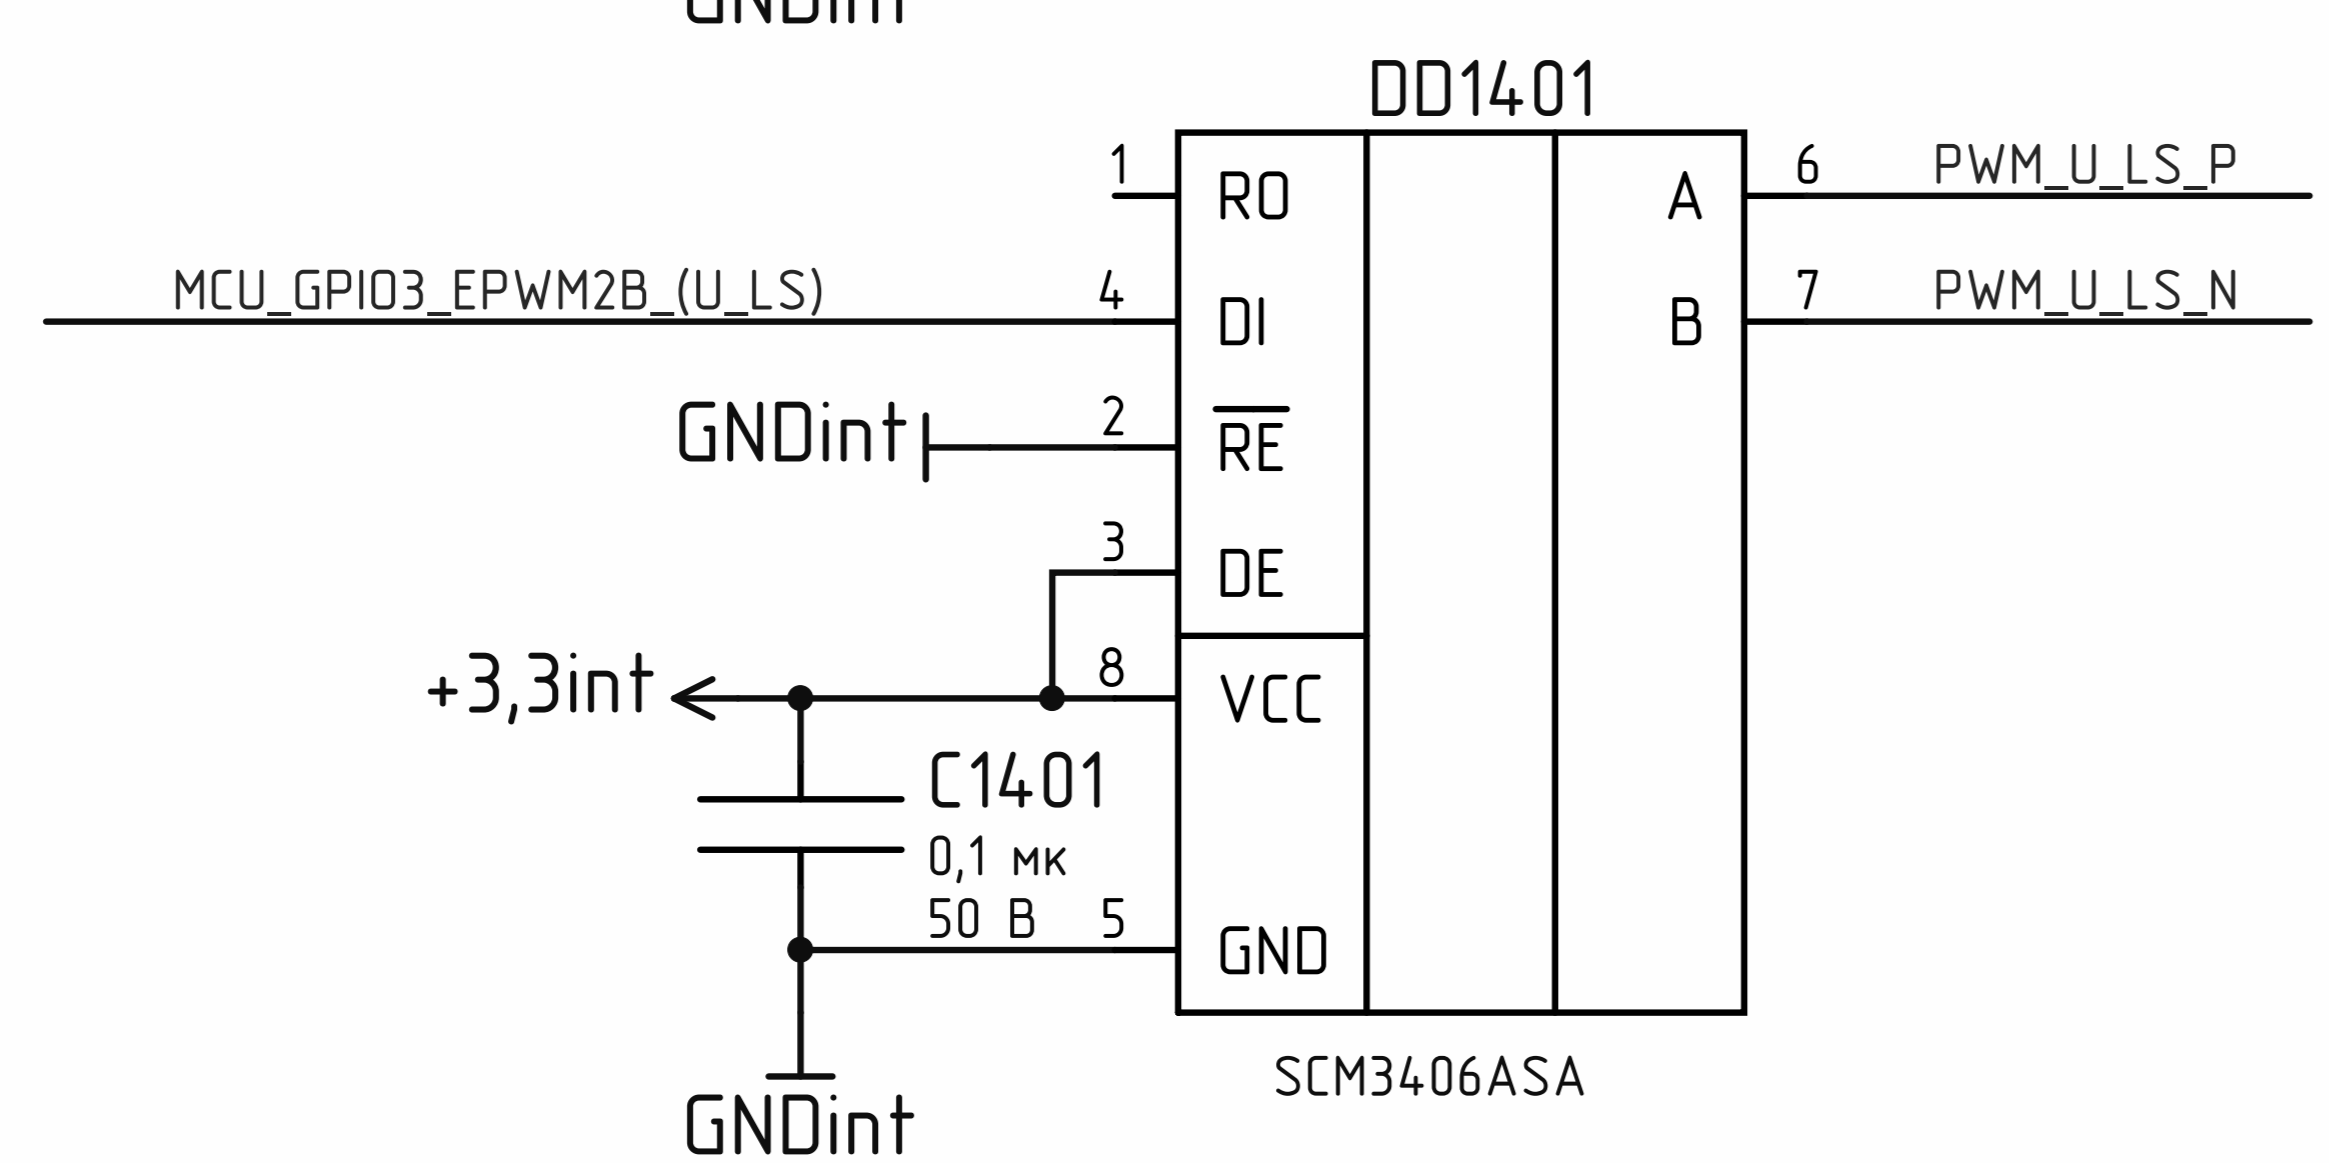 GNDint
DD1401
1 RO A 6 PWM_U_LS_P
MCU_GPIO3_EPWM2B_(U_LS) 4 DI B 7 PWM_U_LS_N
GNDint 2 RE
3 DE
+3,3int 8 VCC
C1401
0,1 мк
50 В 5 GND
SCM3406ASA
GNDint